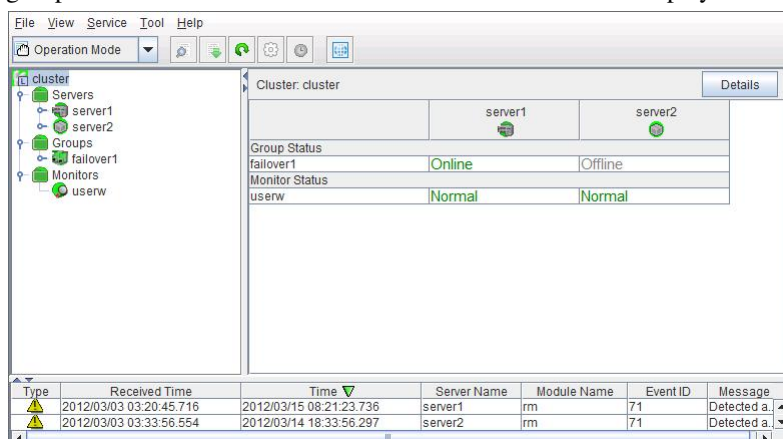 File View Service Tool Help
Operation Mode
cluster
Servers
server1
server2
Groups
failover1
Monitors
userw
Cluster: cluster
Details
server1 server2
Group Status
failover1 Online Offline
Monitor Status
userw Normal Normal
Type Received Time Time Server Name Module Name Event ID Message
2012/03/03 03:20:45.716 2012/03/15 08:21:23.736 server1 rm 71 Detected a..
2012/03/03 03:33:56.554 2012/03/14 18:33:56.297 server2 rm 71 Detected a..